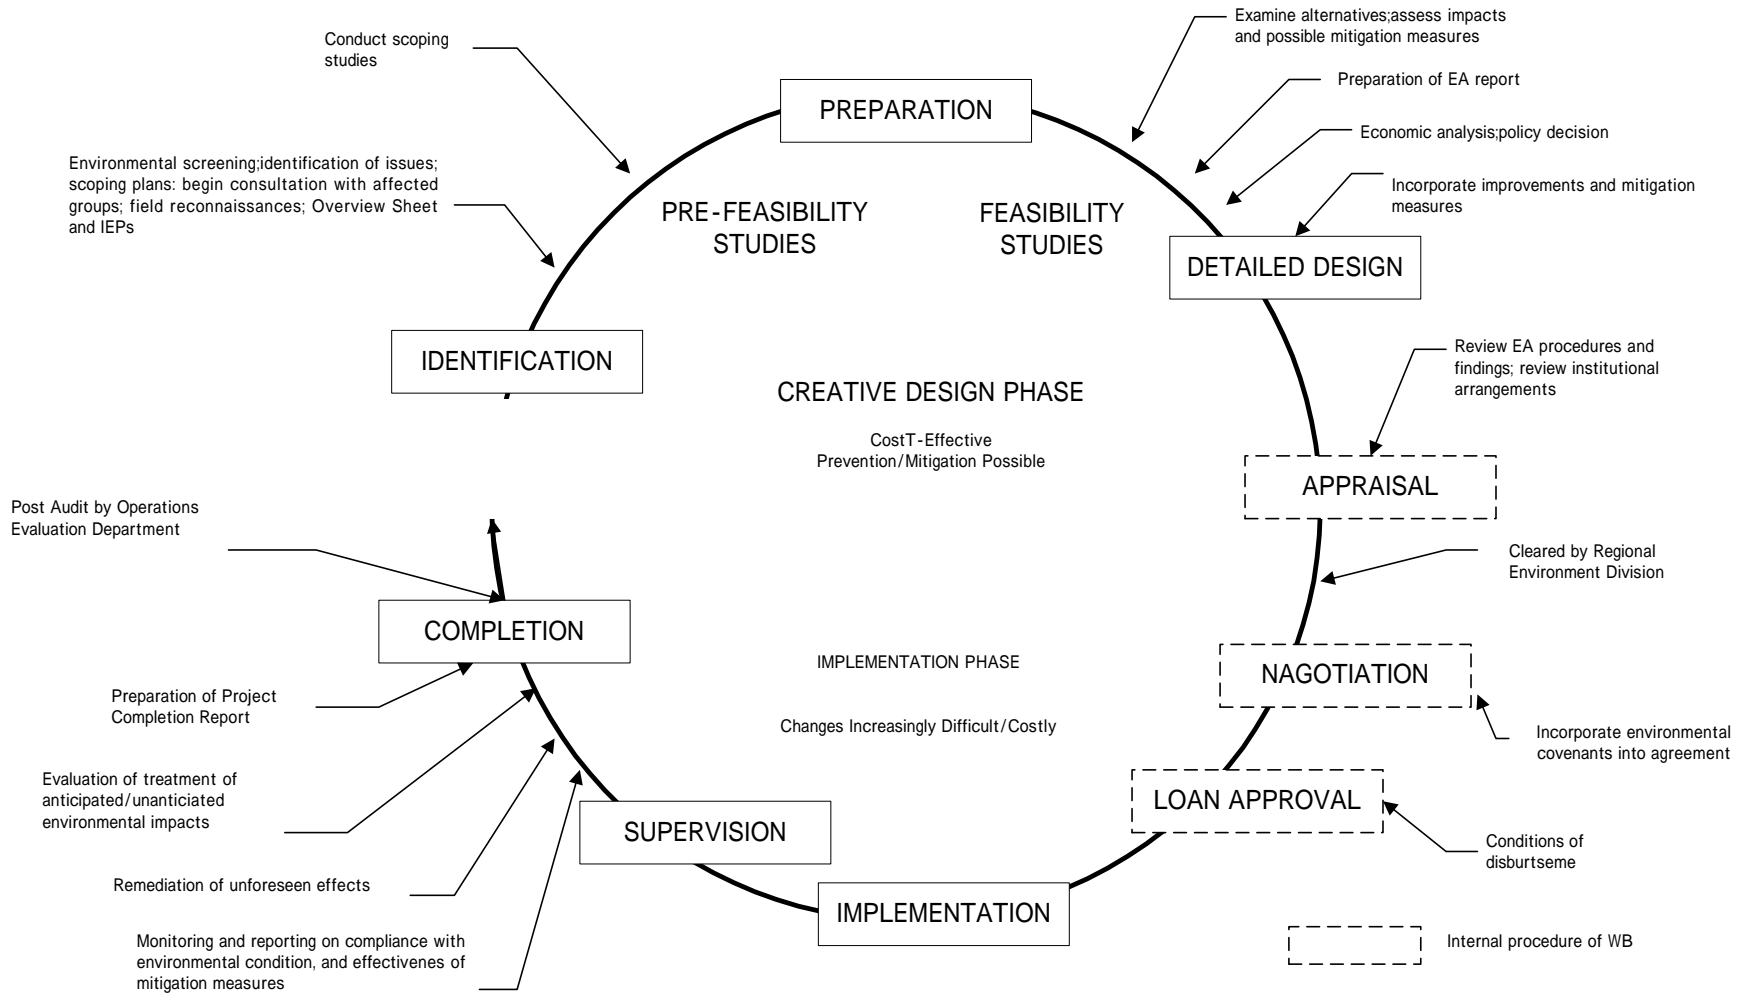 Examine alternatives;assess impacts
and possible mitigation measures
Conduct scoping
studies
Preparation of EA report
PREPARATION
Economic analysis;policy decision
Environmental screening;identification of issues;
scoping plans: begin consultation with affected
groups; field reconnaissances; Overview Sheet
and IEPs
Incorporate improvements and mitigation
measures
PRE-FEASIBILITY
STUDIES
FEASIBILITY
STUDIES
DETAILED DESIGN
IDENTIFICATION
Review EA procedures and
findings; review institutional
arrangements
CREATIVE DESIGN PHASE
CostT-Effective
Prevention/Mitigation Possible
APPRAISAL
Post Audit by Operations
Evaluation Department
Cleared by Regional
Environment Division
COMPLETION
IMPLEMENTATION PHASE
NAGOTIATION
Preparation of Project
Completion Report
Changes Increasingly Difficult/Costly
Incorporate environmental
covenants into agreement
Evaluation of treatment of
anticipated/unanticiated
environmental impacts
LOAN APPROVAL
SUPERVISION
Conditions of
disburtseme
Remediation of unforeseen effects
IMPLEMENTATION
Monitoring and reporting on compliance with
environmental condition, and effectivenes of
mitigation measures
Internal procedure of WB